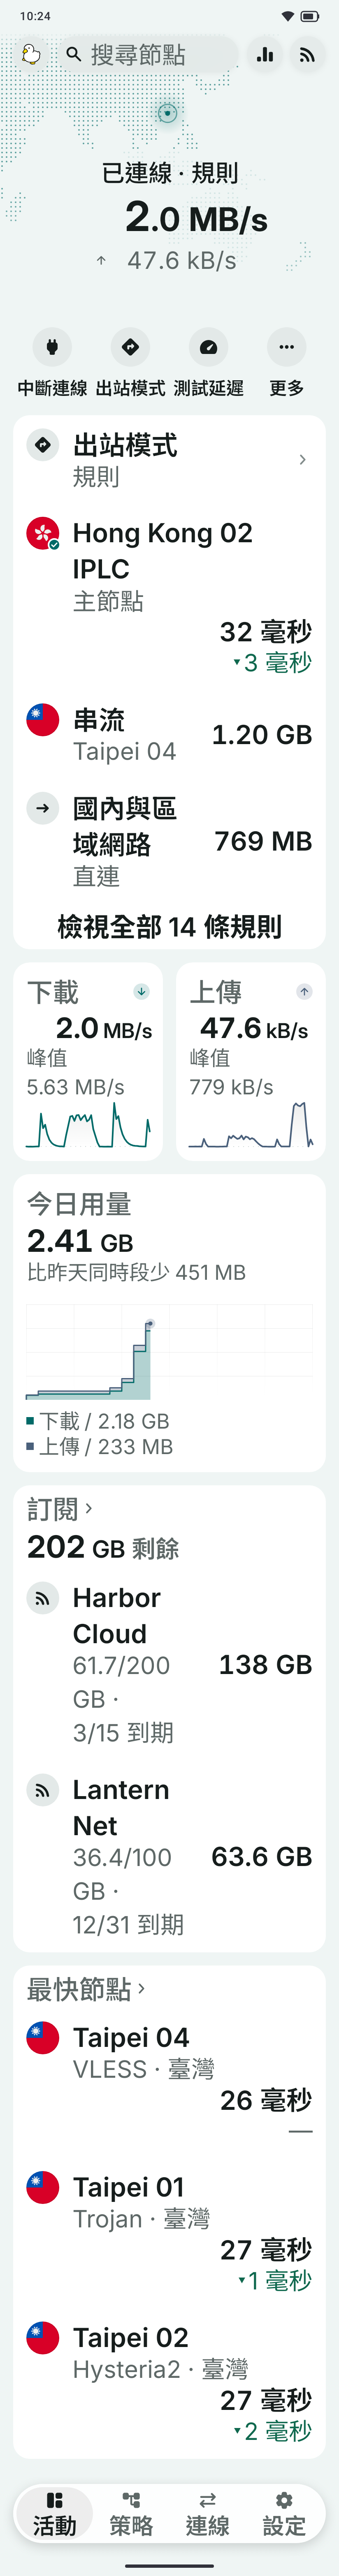 10:24
搜尋節點
已連線 · 規則
2.0 MB/s
↑ 47.6 kB/s
中斷連線 出站模式 測試延遲 更多
出站模式
規則
Hong Kong 02
IPLC
主節點
32 毫秒
▼3 毫秒
串流
Taipei 04
1.20 GB
國內與區
域網路
直連
769 MB
檢視全部 14 條規則
下載
2.0 MB/s
峰值
5.63 MB/s
上傳
47.6 kB/s
峰值
779 kB/s
今日用量
2.41 GB
比昨天同時段少 451 MB
下載 / 2.18 GB
上傳 / 233 MB
訂閱
202 GB 剩餘
Harbor
Cloud
61.7/200
GB ·
3/15 到期
138 GB
Lantern
Net
36.4/100
GB ·
12/31 到期
63.6 GB
最快節點
Taipei 04
VLESS · 臺灣
26 毫秒
—
Taipei 01
Trojan · 臺灣
27 毫秒
▼1 毫秒
Taipei 02
Hysteria2 · 臺灣
27 毫秒
▼2 毫秒
活動 策略 連線 設定